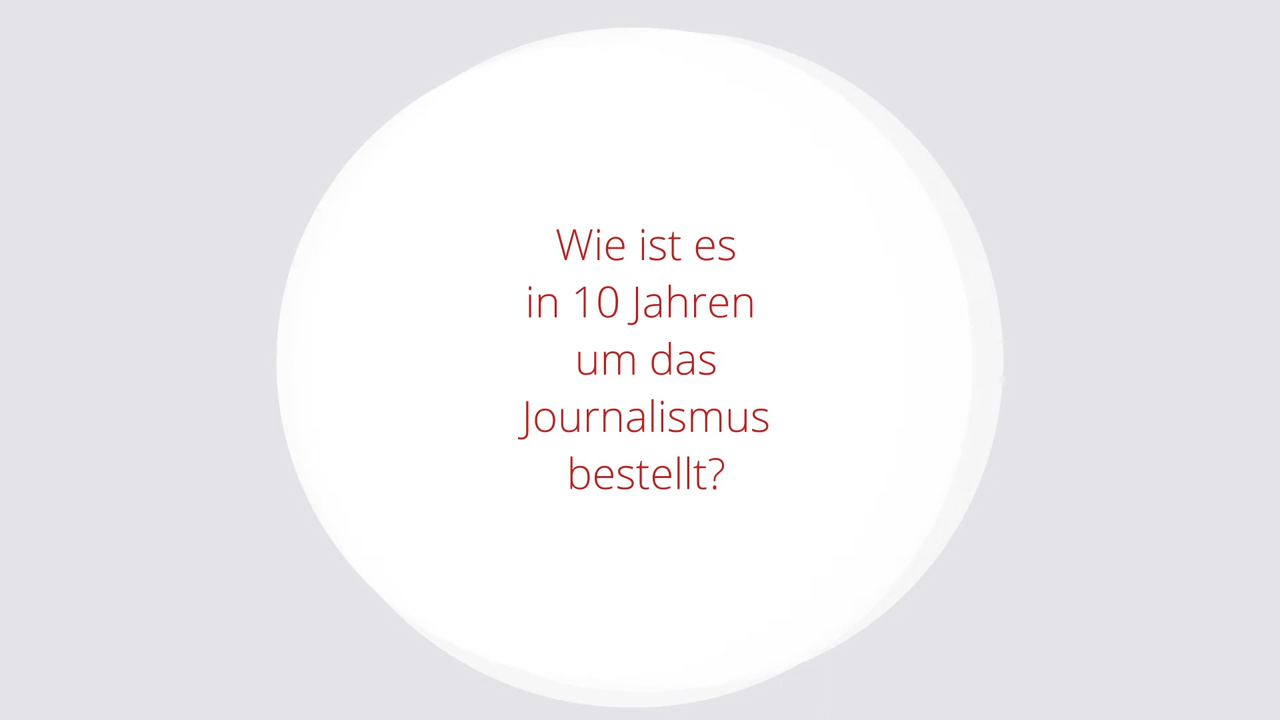 Wie ist es
in 10 Jahren
um das
Journalismus
bestellt?